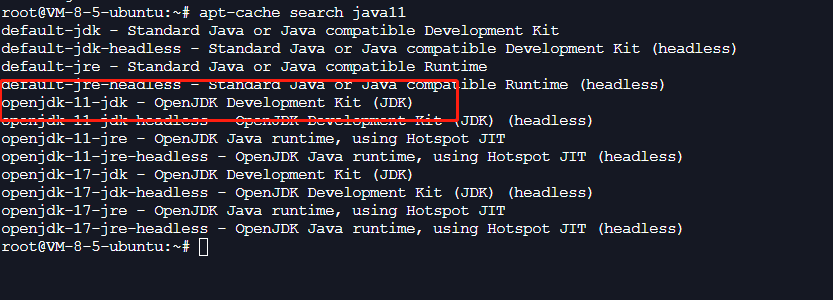 root@VM-8-5-ubuntu:~# apt-cache search java11
default-jdk - Standard Java or Java compatible Development Kit
default-jdk-headless - Standard Java or Java compatible Development Kit (headless)
default-jre - Standard Java or Java compatible Runtime
default-jre-headless - Standard Java or Java compatible Runtime (headless)
openjdk-11-jdk - OpenJDK Development Kit (JDK)
openjdk-11-jdk-headless - OpenJDK Development Kit (JDK) (headless)
openjdk-11-jre - OpenJDK Java runtime, using Hotspot JIT
openjdk-11-jre-headless - OpenJDK Java runtime, using Hotspot JIT (headless)
openjdk-17-jdk - OpenJDK Development Kit (JDK)
openjdk-17-jdk-headless - OpenJDK Development Kit (JDK) (headless)
openjdk-17-jre - OpenJDK Java runtime, using Hotspot JIT
openjdk-17-jre-headless - OpenJDK Java runtime, using Hotspot JIT (headless)
root@VM-8-5-ubuntu:~#